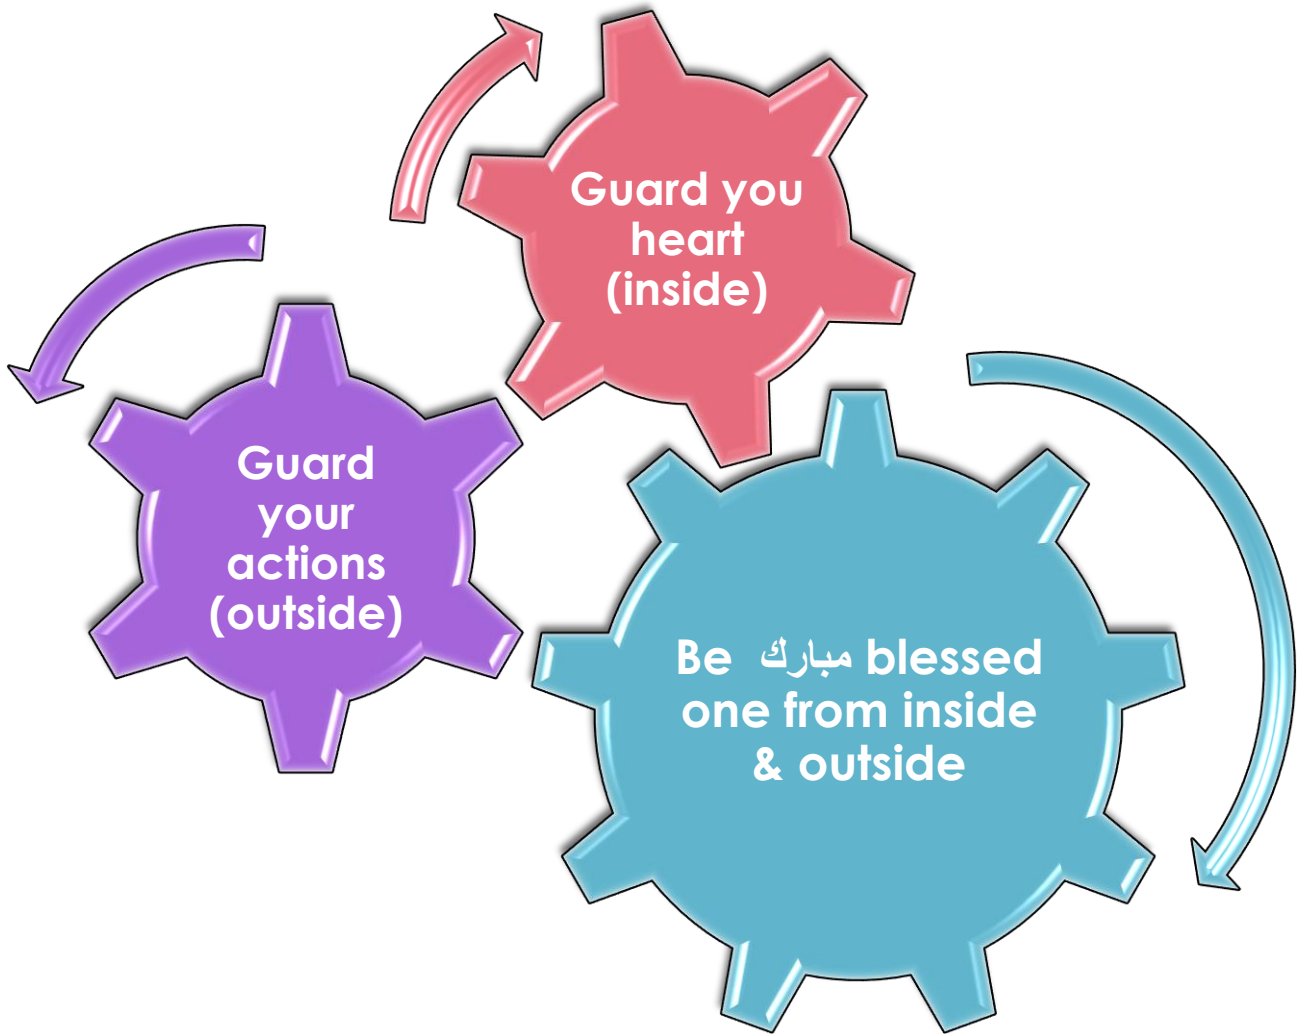 Guard you
heart
(inside)
Guard
your
actions
(outside)
Be مبارك blessed
one from inside
& outside